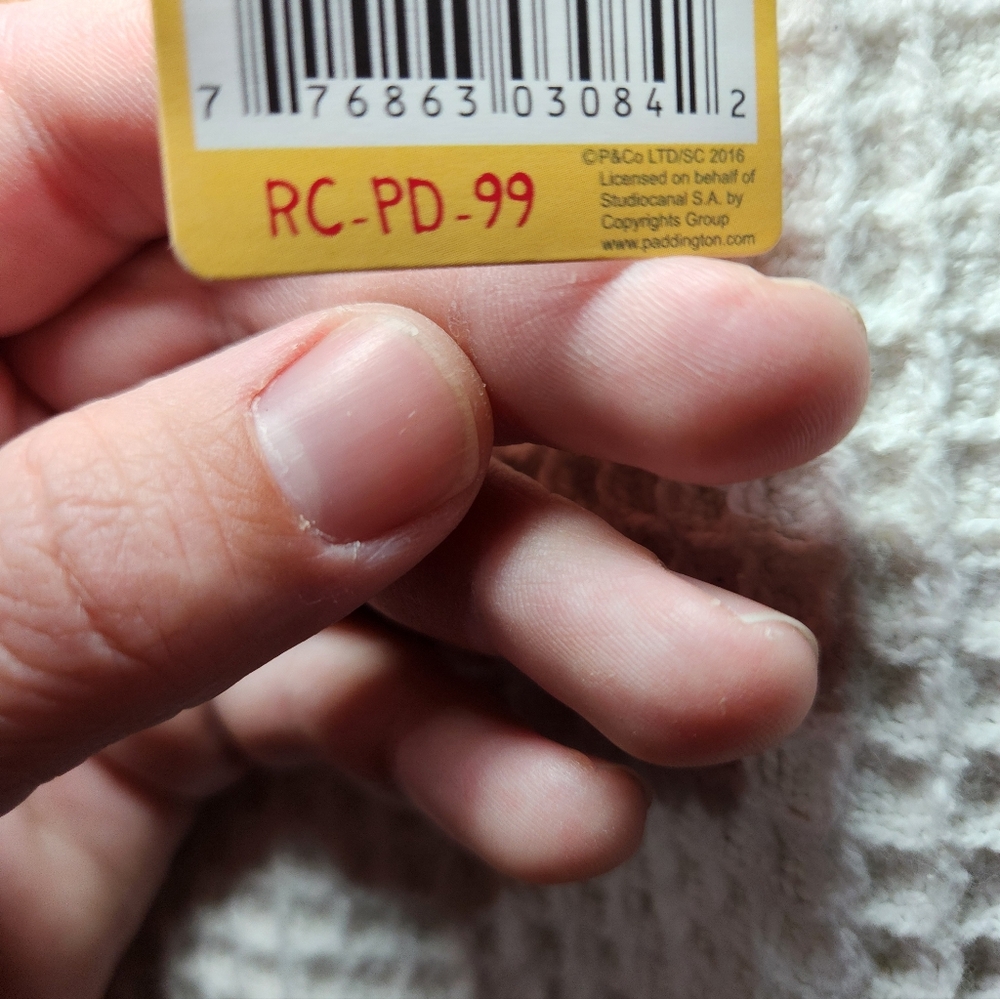 7 76863 03084 2
RC-PD-99
©P&Co LTD/SC 2016
Licensed on behalf of
Studiocanal S.A. by
Copyrights Group
www.paddington.com